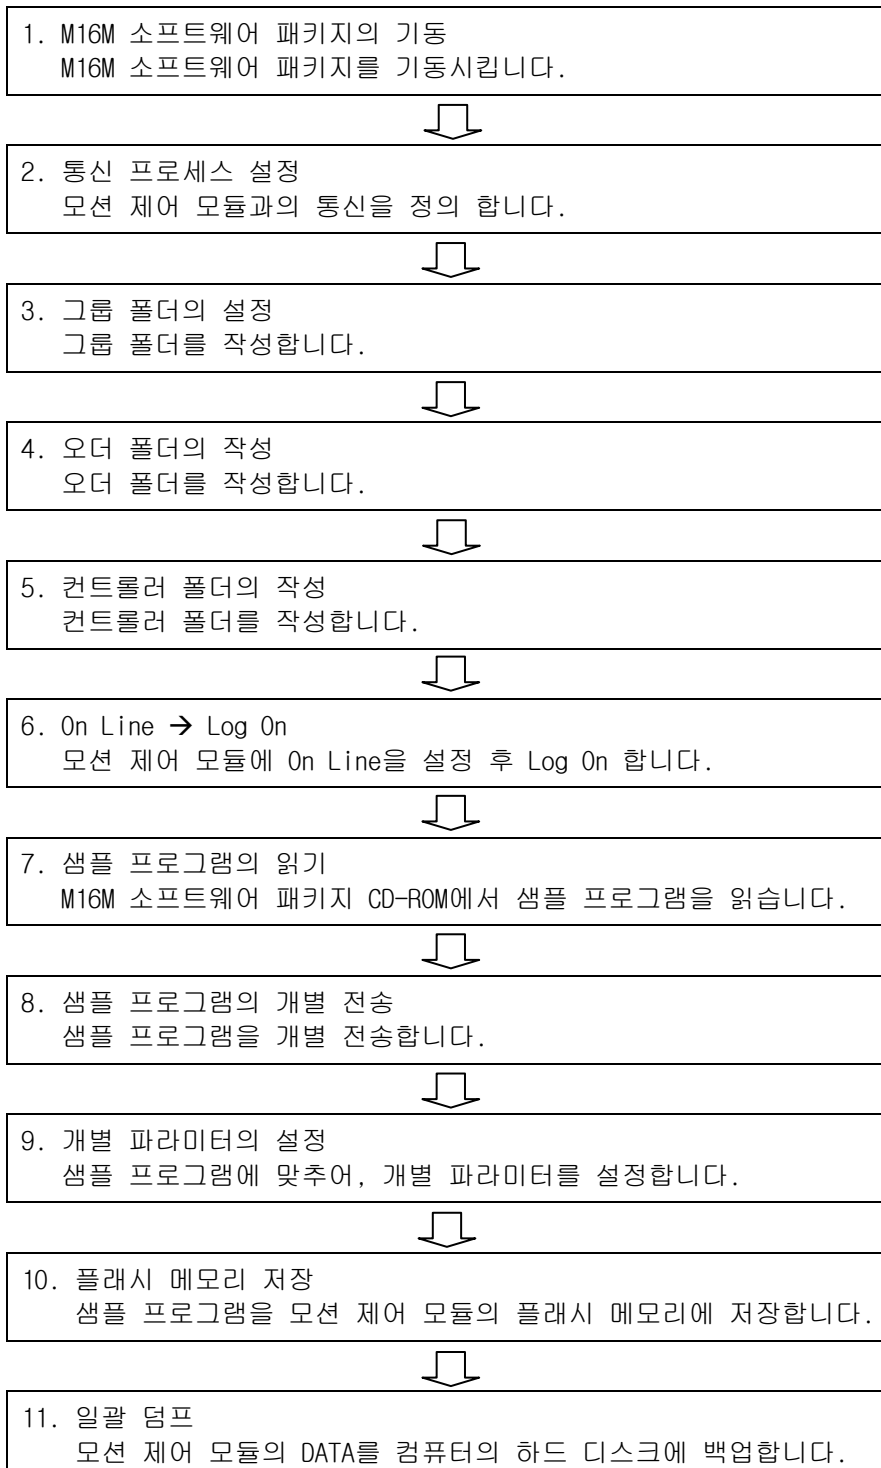 1. M16M 소프트웨어 패키지의 기동
M16M 소프트웨어 패키지를 기동시킵니다.
2. 통신 프로세스 설정
모션 제어 모듈과의 통신을 정의 합니다.
3. 그룹 폴더의 설정
그룹 폴더를 작성합니다.
4. 오더 폴더의 작성
오더 폴더를 작성합니다.
5. 컨트롤러 폴더의 작성
컨트롤러 폴더를 작성합니다.
6. On Line → Log On
모션 제어 모듈에 On Line을 설정 후 Log On 합니다.
7. 샘플 프로그램의 읽기
M16M 소프트웨어 패키지 CD-ROM에서 샘플 프로그램을 읽습니다.
8. 샘플 프로그램의 개별 전송
샘플 프로그램을 개별 전송합니다.
9. 개별 파라미터의 설정
샘플 프로그램에 맞추어, 개별 파라미터를 설정합니다.
10. 플래시 메모리 저장
샘플 프로그램을 모션 제어 모듈의 플래시 메모리에 저장합니다.
11. 일괄 덤프
모션 제어 모듈의 DATA를 컴퓨터의 하드 디스크에 백업합니다.